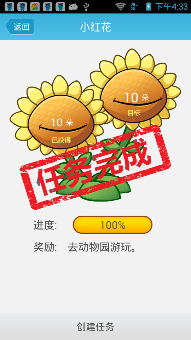 下午4:33
返回
小红花
10 朵
目标
10 朵
已获得
任务完成
进度:
100%
奖励:
去动物园游玩。
创建任务